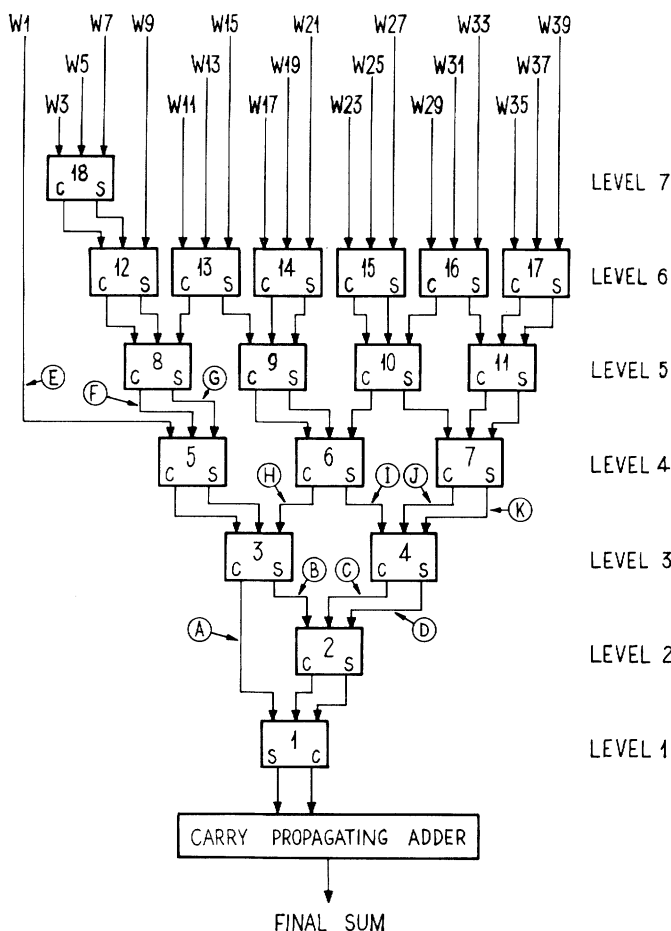 W1 W7 W9 W15 W21 W27 W33 W39
W5 W13 W19 W25 W31 W37
W3 W11 W17 W23 W29 W35
18
C S
LEVEL 7
12 13 14 15 16 17
C S C S C S C S C S C S
LEVEL 6
8 9 10 11
C S C S C S C S
LEVEL 5
E F G
5 6 7
C S C S C S
LEVEL 4
H I J K
3 4
C S C S
LEVEL 3
A B C D
2
C S
LEVEL 2
1
S C
LEVEL 1
CARRY PROPAGATING ADDER
FINAL SUM